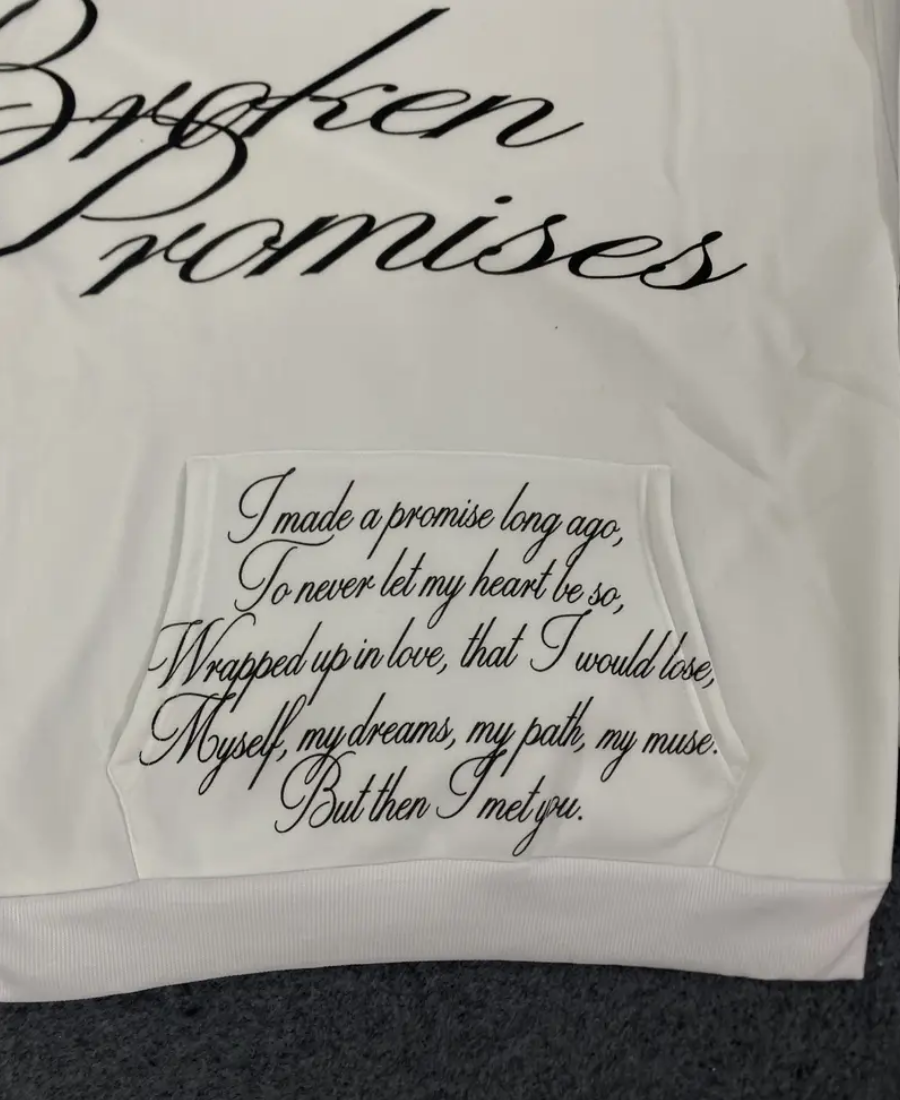 Broken
Promises
I made a promise long ago,
To never let my heart be so,
Wrapped up in love, that I would lose,
Myself, my dreams, my path, my muse.
But then I met you.